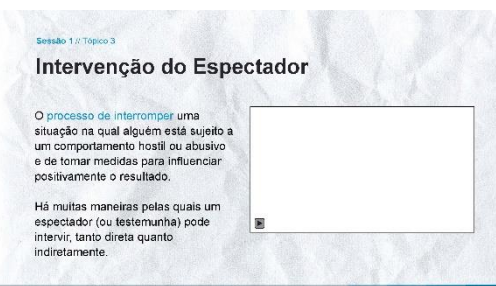 Sessão 1 // Tópico 3
Intervenção do Espectador
O processo de interromper uma
situação na qual alguém está sujeito a
um comportamento hostil ou abusivo
e de tomar medidas para influenciar
positivamente o resultado.
Há muitas maneiras pelas quais um
espectador (ou testemunha) pode
intervir, tanto direta quanto
indiretamente.